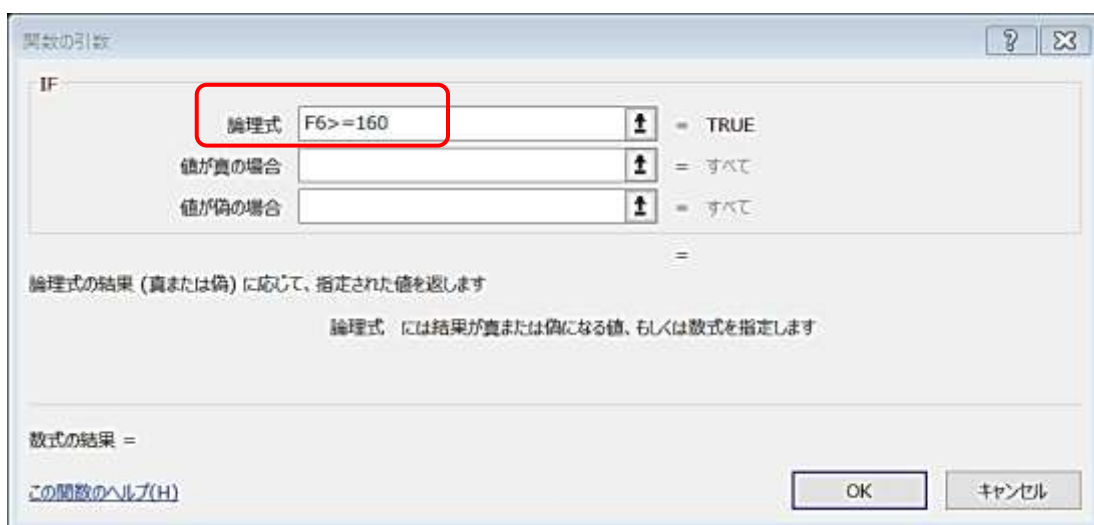 関数の引数
IF
論理式 F6>=160 = TRUE
値が真の場合 = すべて
値が偽の場合 = すべて
=
論理式の結果 (真または偽) に応じて、指定された値を返します
論理式 には結果が真または偽になる値、もしくは数式を指定します
数式の結果 =
この関数のヘルプ(H)
OK キャンセル